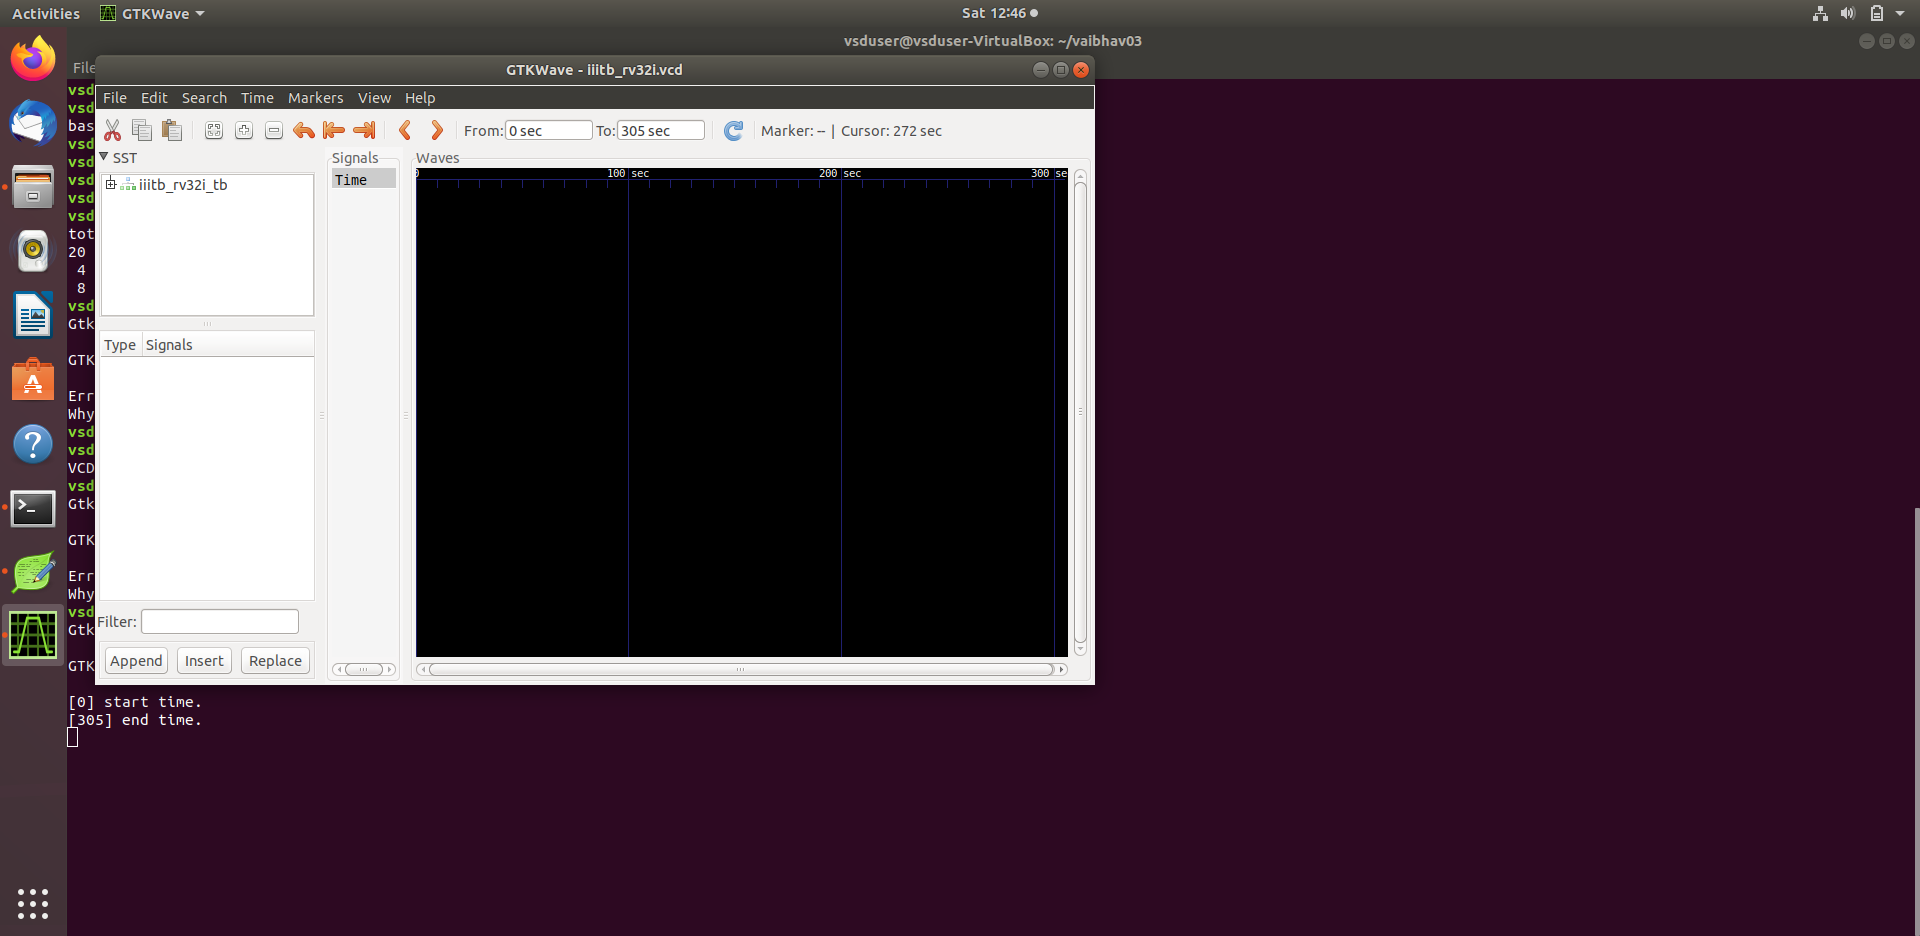 Activities GTKWave Sat 12:46
vsduser@vsduser-VirtualBox: ~/vaibhav03
File
GTKWave - iiitb_rv32i.vcd
File Edit Search Time Markers View Help
From: 0 sec To: 305 sec Marker: -- | Cursor: 272 sec
SST
iiitb_rv32i_tb
Type Signals
Filter:
Append Insert Replace
Signals
Time
Waves
0 100 sec 200 sec 300 se
vsd
vsd
bas
vsd
vsd
vsd
vsd
vsd
tot
20
4
8
vsd
Gtk
GTK
Err
Why
vsd
vsd
VCD
vsd
Gtk
GTK
Err
Why
vsd
Gtk
GTK
[0] start time.
[305] end time.